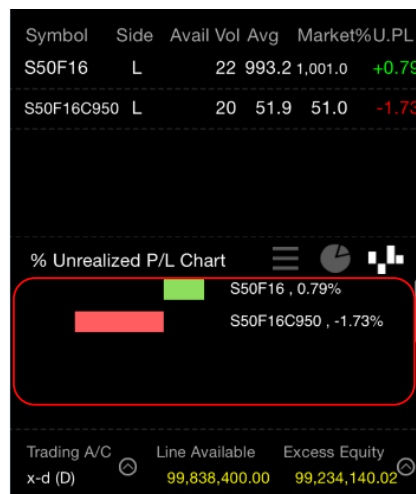 Symbol Side Avail Vol Avg Market %U.PL
S50F16 L 22 993.2 1,001.0 +0.79
S50F16C950 L 20 51.9 51.0 -1.73
% Unrealized P/L Chart
S50F16 , 0.79%
S50F16C950 , -1.73%
Trading A/C Line Available Excess Equity
x-d (D) 99,838,400.00 99,234,140.02